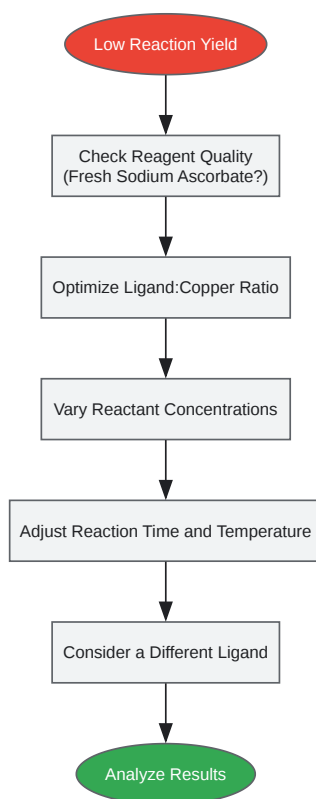 Low Reaction Yield
Check Reagent Quality
(Fresh Sodium Ascorbate?)
Optimize Ligand:Copper Ratio
Vary Reactant Concentrations
Adjust Reaction Time and Temperature
Consider a Different Ligand
Analyze Results